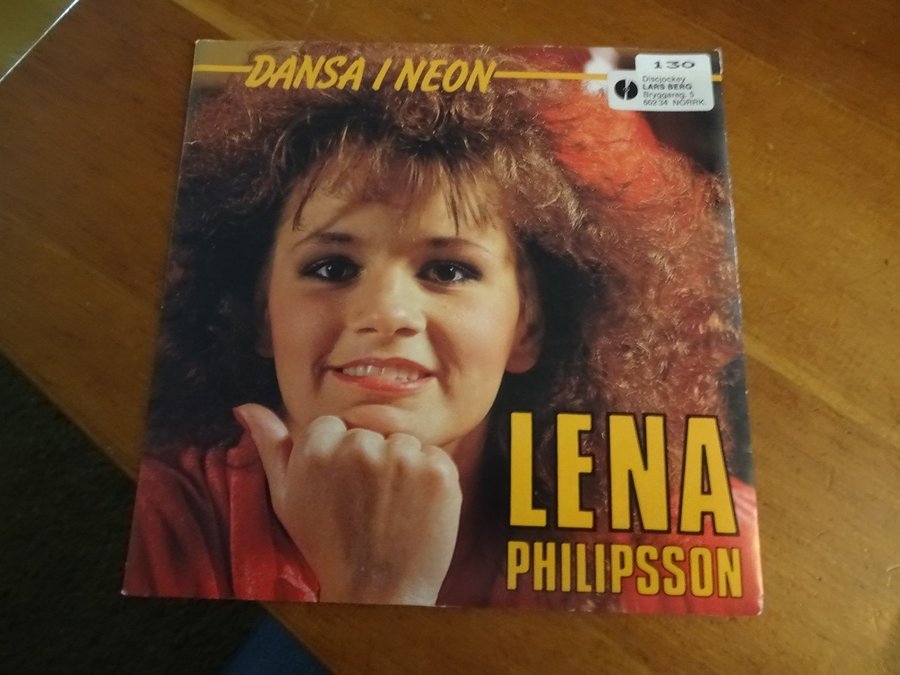 DANSA I NEON
130
Discjockey
LARS BERG
Bryggareg. 5
602 34 NORRK.
LENA
PHILIPSSON